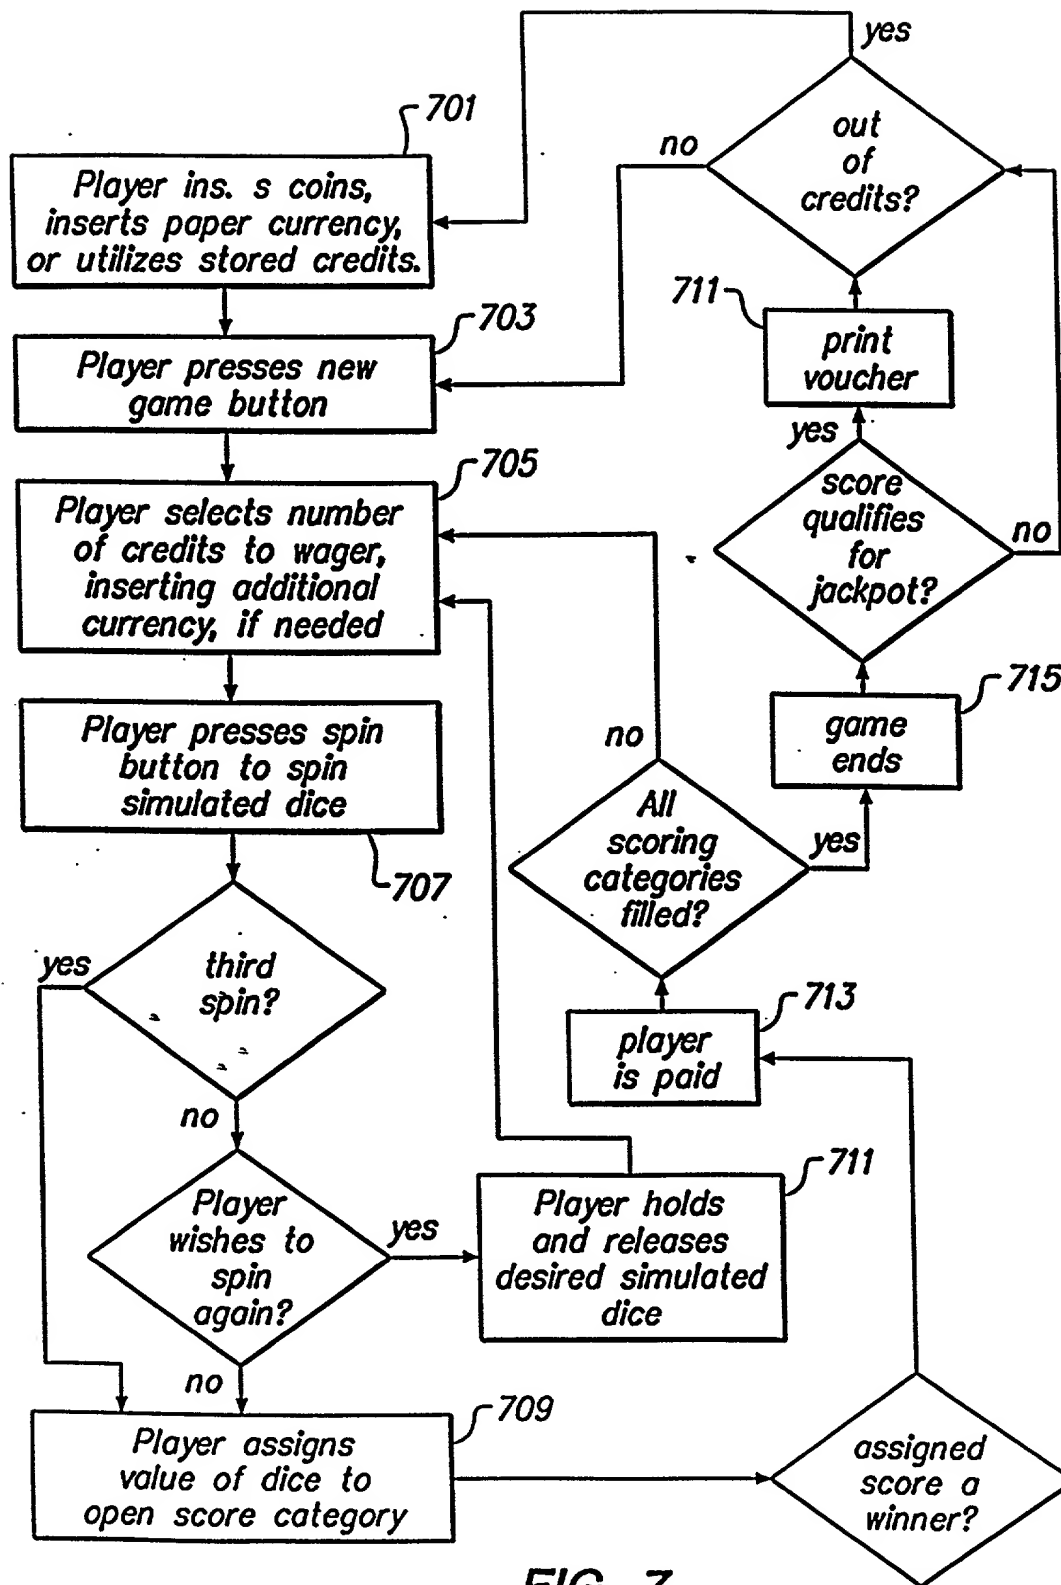 yes
out
of
credits?
no
701
Player ins. s coins,
inserts paper currency,
or utilizes stored credits.
711
print
voucher
703
Player presses new
game button
yes
score
qualifies
for
jackpot?
no
705
Player selects number
of credits to wager,
inserting additional
currency, if needed
715
game
ends
Player presses spin
button to spin
simulated dice
707
no
All
scoring
categories
filled?
yes
yes
third
spin?
no
713
player
is paid
Player
wishes to
spin
again?
yes
no
711
Player holds
and releases
desired simulated
dice
709
Player assigns
value of dice to
open score category
assigned
score a
winner?